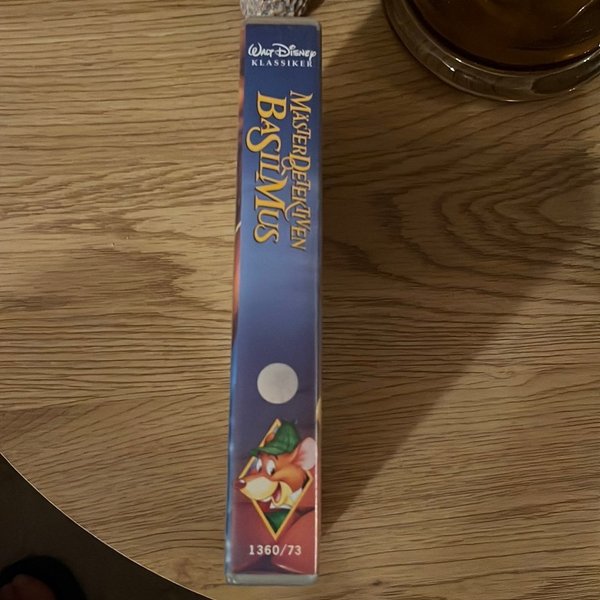 WALT DISNEY
KLASSIKER
MÄSTERDETEKTIVEN
BASIL MUS
1360/73